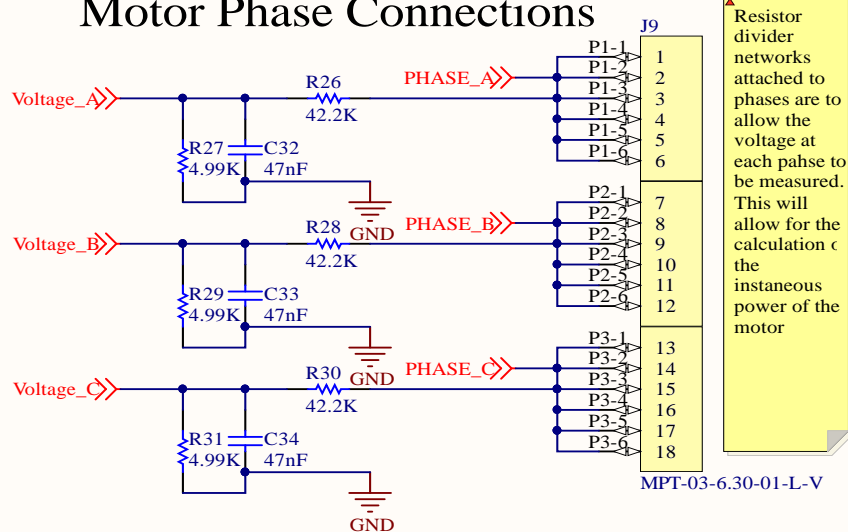 Motor Phase Connections
J9
Voltage_A
R26
42.2K
R27
4.99K
C32
47nF
GND
PHASE_A
P1-1
P1-2
P1-3
P1-4
P1-5
P1-6
1
2
3
4
5
6
Voltage_B
R28
42.2K
R29
4.99K
C33
47nF
GND
PHASE_B
P2-1
P2-2
P2-3
P2-4
P2-5
P2-6
7
8
9
10
11
12
Voltage_C
R30
42.2K
R31
4.99K
C34
47nF
GND
PHASE_C
P3-1
P3-2
P3-3
P3-4
P3-5
P3-6
13
14
15
16
17
18
MPT-03-6.30-01-L-V
Resistor
divider
networks
attached to
phases are to
allow the
voltage at
each pahse to
be measured.
This will
allow for the
calculation
the
instaneous
power of the
motor